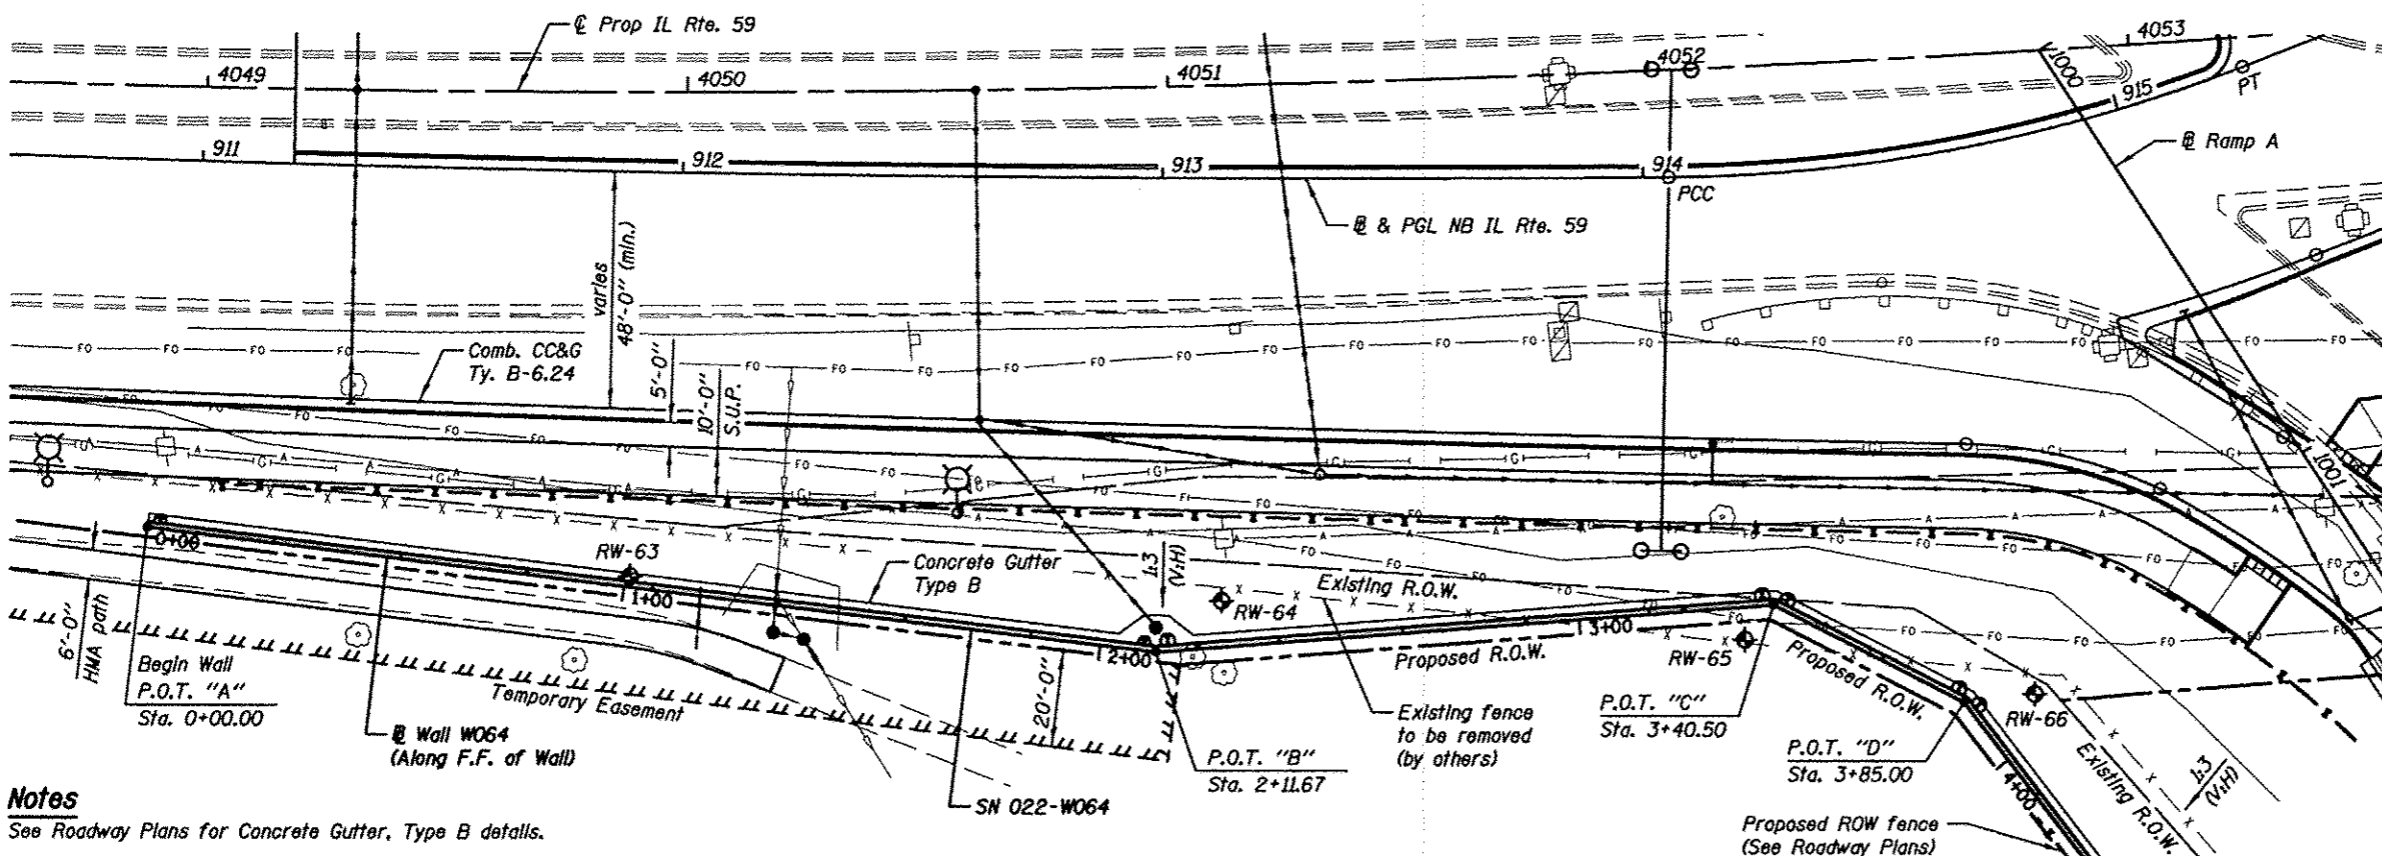 ℄ Prop IL Rte. 59
4049
4050
4051
4052
4053
1000
915
PT
911
912
913
914
PCC
℄ Ramp A
℄ & PGL NB IL Rte. 59
varies
48'-0" (min.)
Comb. CC&G
Ty. B-6.24
5'-0"
10'-0"
S.U.P.
1001
0+00
RW-63
1+00
Concrete Gutter
Type B
1:3
(V:H)
Existing R.O.W.
RW-64
2+00
3+00
Proposed R.O.W.
RW-65
Proposed R.O.W.
RW-66
6'-0"
HMA path
Begin Wall
P.O.T. "A"
Sta. 0+00.00
Temporary Easement
20'-0"
℄ Wall W064
(Along F.F. of Wall)
P.O.T. "B"
Sta. 2+11.67
Existing fence
to be removed
(by others)
P.O.T. "C"
Sta. 3+40.50
P.O.T. "D"
Sta. 3+85.00
4+00
Existing R.O.W.
1:3
(V:H)
SN 022-W064
Notes
See Roadway Plans for Concrete Gutter, Type B details.
Proposed ROW fence
(See Roadway Plans)